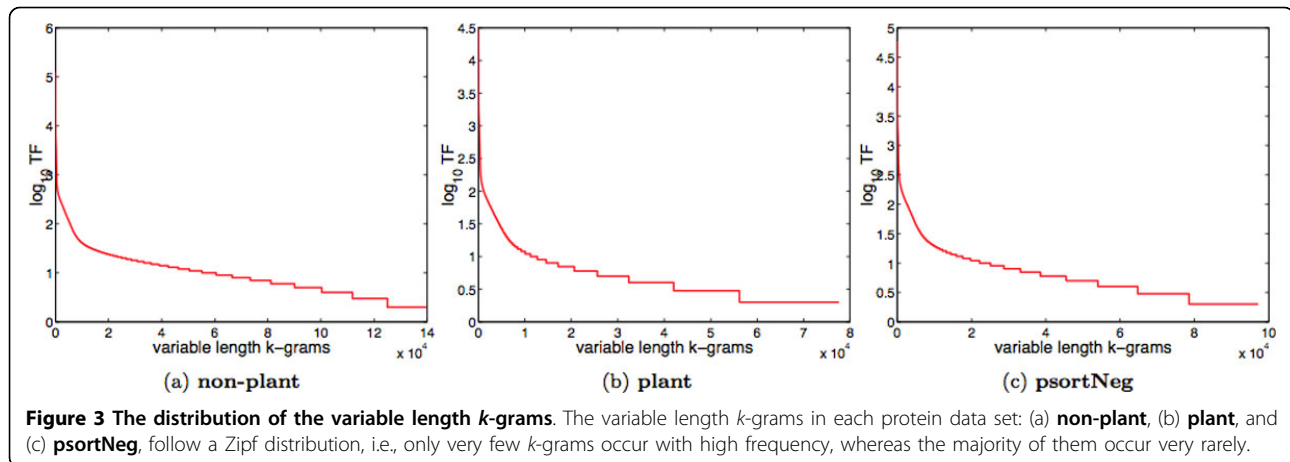 6
5
4
3
2
1
0
log10 TF
0 2 4 6 8 10 12 14
x 10^4
variable length k-grams
(a) non-plant
4.5
4
3.5
3
2.5
2
1.5
1
0.5
0
log10 TF
0 1 2 3 4 5 6 7 8
x 10^4
variable length k-grams
(b) plant
5
4.5
4
3.5
3
2.5
2
1.5
1
0.5
0
log10 TF
0 2 4 6 8 10
x 10^4
variable length k-grams
(c) psortNeg
Figure 3 The distribution of the variable length k-grams. The variable length k-grams in each protein data set: (a) non-plant, (b) plant, and
(c) psortNeg, follow a Zipf distribution, i.e., only very few k-grams occur with high frequency, whereas the majority of them occur very rarely.